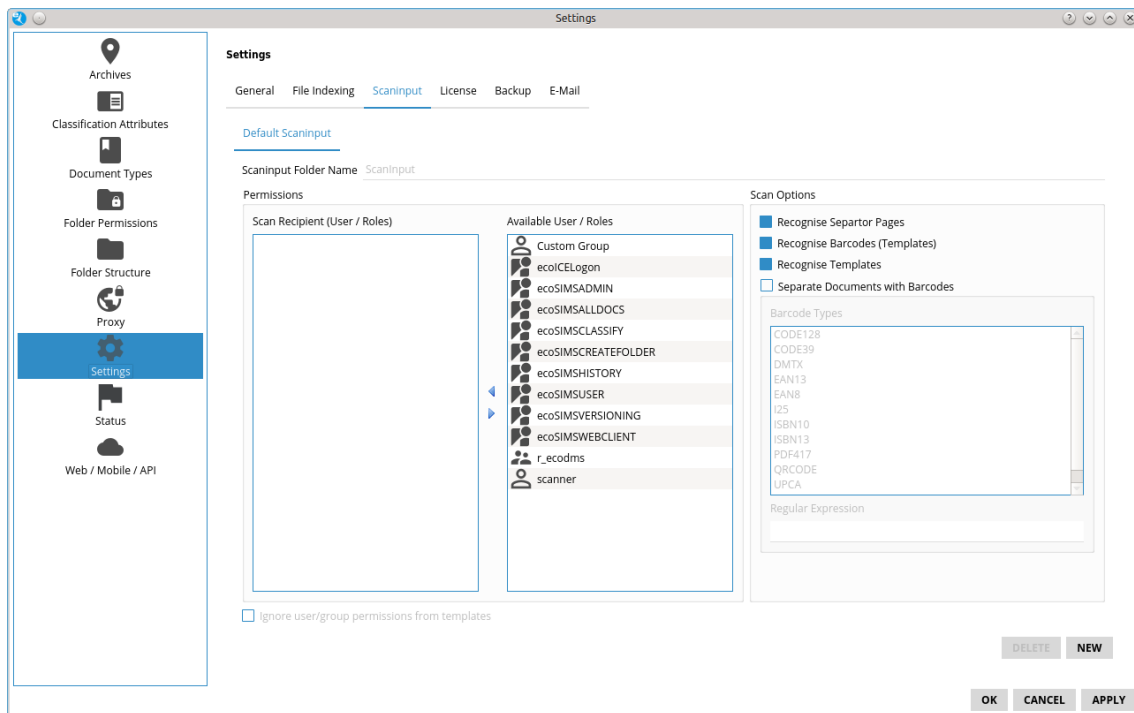 Settings
Archives
Classification Attributes
Document Types
Folder Permissions
Folder Structure
Proxy
Settings
Status
Web / Mobile / API
Settings
General File Indexing Scaninput License Backup E-Mail
Default Scaninput
Scaninput Folder Name ScanInput
Permissions
Scan Recipient (User / Roles)
Available User / Roles
Custom Group
ecoICELogon
ecoSIMSADMIN
ecoSIMSALLDOCS
ecoSIMSCLASSIFY
ecoSIMSCREATEFOLDER
ecoSIMSHISTORY
ecoSIMSUSER
ecoSIMSVERSIONING
ecoSIMSWEBCLIENT
r_ecodms
scanner
Scan Options
Recognise Separtor Pages
Recognise Barcodes (Templates)
Recognise Templates
Separate Documents with Barcodes
Barcode Types
CODE128
CODE39
DMTX
EAN13
EAN8
I25
ISBN10
ISBN13
PDF417
QRCODE
UPCA
Regular Expression
Ignore user/group permissions from templates
DELETE NEW
OK CANCEL APPLY